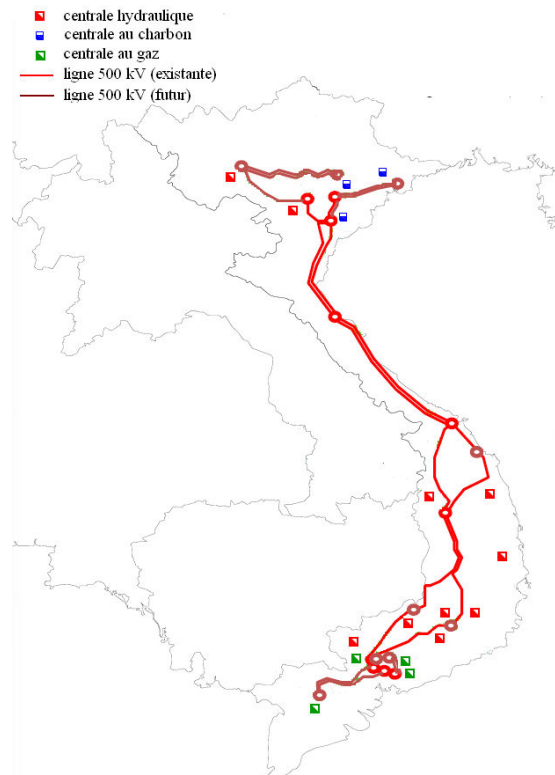 centrale hydraulique
centrale au charbon
centrale au gaz
ligne 500 kV (existante)
ligne 500 kV (futur)